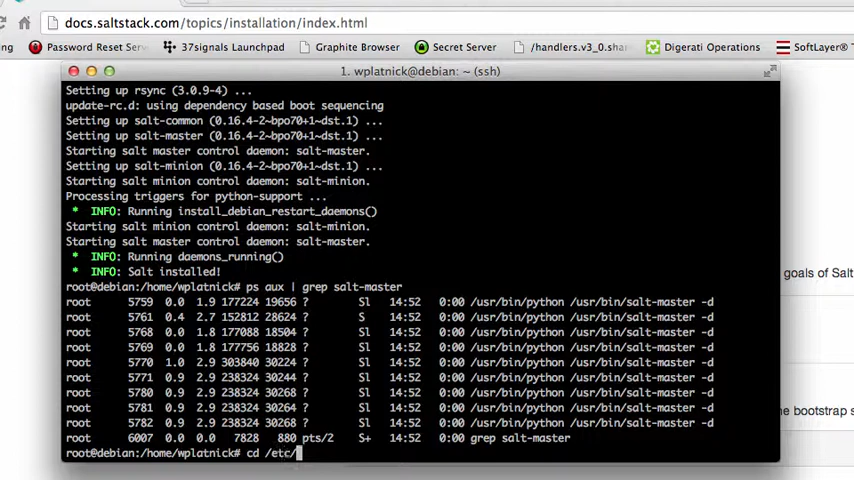 docs.saltstack.com/topics/installation/index.html
ng Password Reset Serv 37signals Launchpad Graphite Browser Secret Server /handlers.v3_0.shar Digerati Operations SoftLayer® Ti
1. wplatnick@debian: ~ (ssh)
Setting up rsync (3.0.9-4) ...
update-rc.d: using dependency based boot sequencing
Setting up salt-common (0.16.4-2~bpo70+1~dst.1) ...
Setting up salt-master (0.16.4-2~bpo70+1~dst.1) ...
Starting salt master control daemon: salt-master.
Setting up salt-minion (0.16.4-2~bpo70+1~dst.1) ...
Starting salt minion control daemon: salt-minion.
Processing triggers for python-support ...
* INFO: Running install_debian_restart_daemons()
Starting salt minion control daemon: salt-minion.
Starting salt master control daemon: salt-master.
* INFO: Running daemons_running()
* INFO: Salt installed!
goals of Salt
root@debian:/home/wplatnick# ps aux | grep salt-master
root 5759 0.0 1.9 177224 19656 ? Sl 14:52 0:00 /usr/bin/python /usr/bin/salt-master -d
root 5761 0.4 2.7 152812 28624 ? S 14:52 0:00 /usr/bin/python /usr/bin/salt-master -d
root 5768 0.0 1.8 177088 18504 ? Sl 14:52 0:00 /usr/bin/python /usr/bin/salt-master -d
root 5769 0.0 1.8 177756 18828 ? Sl 14:52 0:00 /usr/bin/python /usr/bin/salt-master -d
root 5770 1.0 2.9 303840 30224 ? Sl 14:52 0:00 /usr/bin/python /usr/bin/salt-master -d
root 5771 0.9 2.9 238324 30244 ? Sl 14:52 0:00 /usr/bin/python /usr/bin/salt-master -d
root 5780 0.9 2.9 238324 30268 ? Sl 14:52 0:00 /usr/bin/python /usr/bin/salt-master -d
root 5781 0.9 2.9 238324 30264 ? Sl 14:52 0:00 /usr/bin/python /usr/bin/salt-master -d
he bootstrap s
root 5782 0.9 2.9 238324 30268 ? Sl 14:52 0:00 /usr/bin/python /usr/bin/salt-master -d
root 6007 0.0 0.0 7828 880 pts/2 S+ 14:52 0:00 grep salt-master
root@debian:/home/wplatnick# cd /etc/